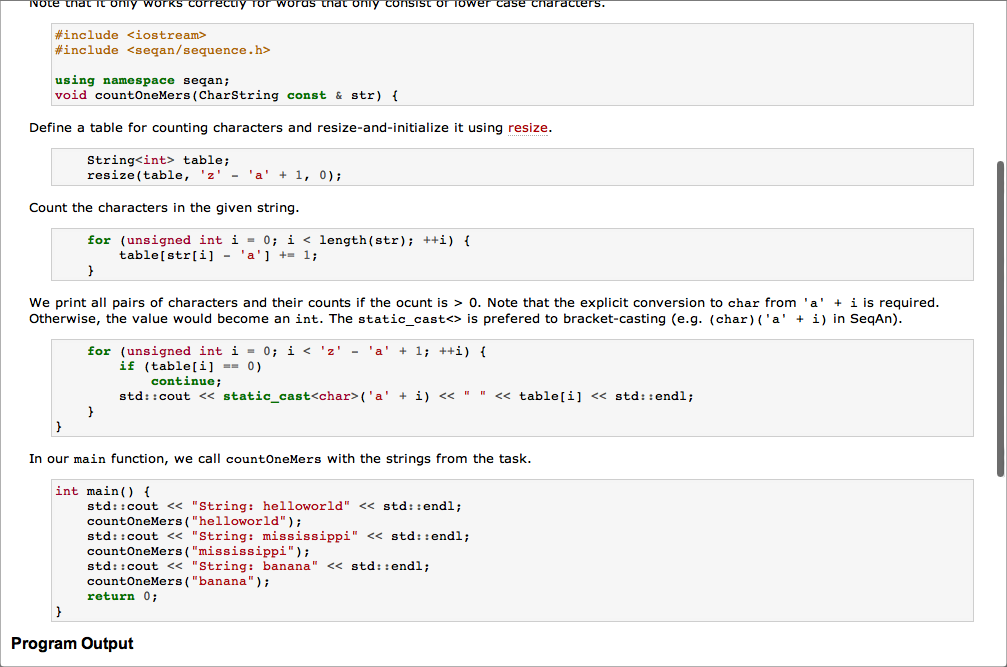 Note that it only works correctly for words that only consist of lower case characters.
#include <iostream>
#include <seqan/sequence.h>
using namespace seqan;
void countOneMers(CharString const & str) {
Define a table for counting characters and resize-and-initialize it using resize.
String<int> table;
resize(table, 'z' - 'a' + 1, 0);
Count the characters in the given string.
for (unsigned int i = 0; i < length(str); ++i) {
table[str[i] - 'a'] += 1;
}
We print all pairs of characters and their counts if the ocunt is > 0. Note that the explicit conversion to char from 'a' + i is required.
Otherwise, the value would become an int. The static_cast<> is prefered to bracket-casting (e.g. (char)('a' + i) in SeqAn).
for (unsigned int i = 0; i < 'z' - 'a' + 1; ++i) {
if (table[i] == 0)
continue;
std::cout << static_cast<char>('a' + i) << " " << table[i] << std::endl;
}
}
In our main function, we call countOneMers with the strings from the task.
int main() {
std::cout << "String: helloworld" << std::endl;
countOneMers("helloworld");
std::cout << "String: mississippi" << std::endl;
countOneMers("mississippi");
std::cout << "String: banana" << std::endl;
countOneMers("banana");
return 0;
}
Program Output